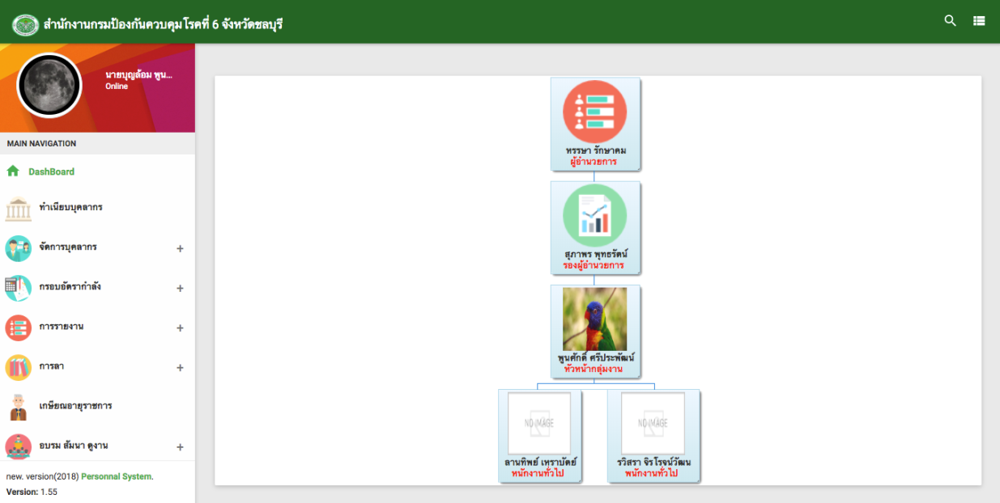 สำนักงานกรมป้องกันควบคุมโรคที่ 6 จังหวัดชลบุรี
นายบุญล้อม พูน...
Online
MAIN NAVIGATION
DashBoard
ทำเนียบบุคลากร
จัดการบุคลากร
กรอบอัตรากำลัง
การรายงาน
การลา
เกษียณอายุราชการ
อบรม สัมนา ดูงาน
new. version(2018) Personnal System.
Version: 1.55
หรรษา รักษาคม
ผู้อำนวยการ
สุภาพร พุทธรัตน์
รองผู้อำนวยการ
พูนศักดิ์ ศรีประพัฒน์
หัวหน้ากลุ่มงาน
NO IMAGE
ลานทิพย์ เหราบัตย์
หนักงานทั่วไป
NO IMAGE
รวิสรา จิรโรจน์วัฒน
พนักงานทั่วไป